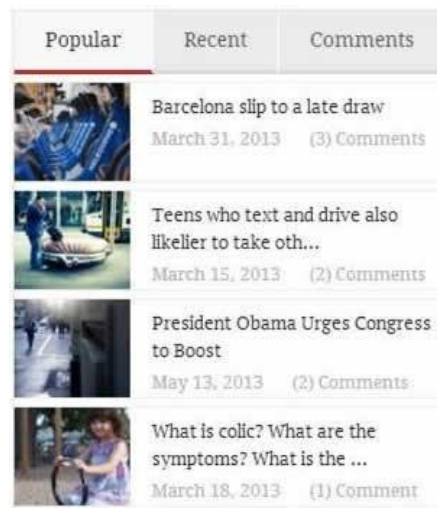 Popular Recent Comments
Barcelona slip to a late draw
March 31, 2013 (3) Comments
Teens who text and drive also
likelier to take oth...
March 15, 2013 (2) Comments
President Obama Urges Congress
to Boost
May 13, 2013 (2) Comments
What is colic? What are the
symptoms? What is the ...
March 18, 2013 (1) Comment